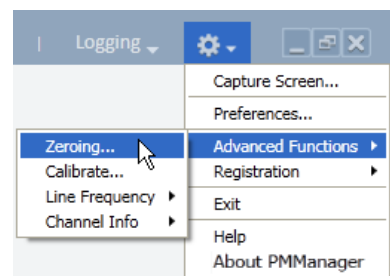 Logging
Capture Screen...
Preferences...
Advanced Functions
Registration
Exit
Help
About PMManager
Zeroing...
Calibrate...
Line Frequency
Channel Info